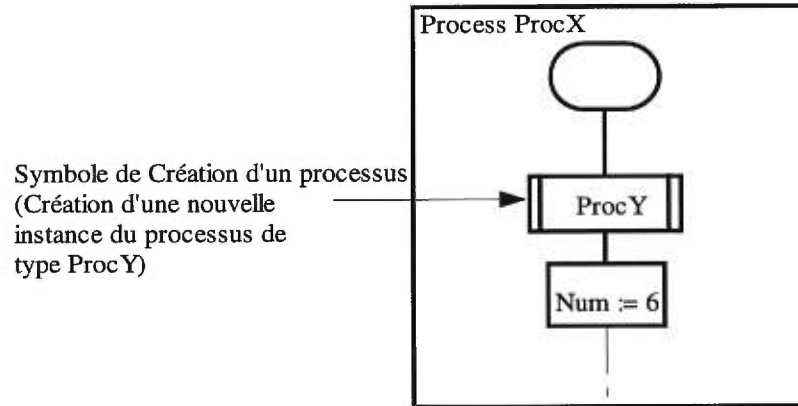 Process ProcX
Symbole de Création d'un processus
(Création d'une nouvelle
instance du processus de
type ProcY)
ProcY
Num := 6